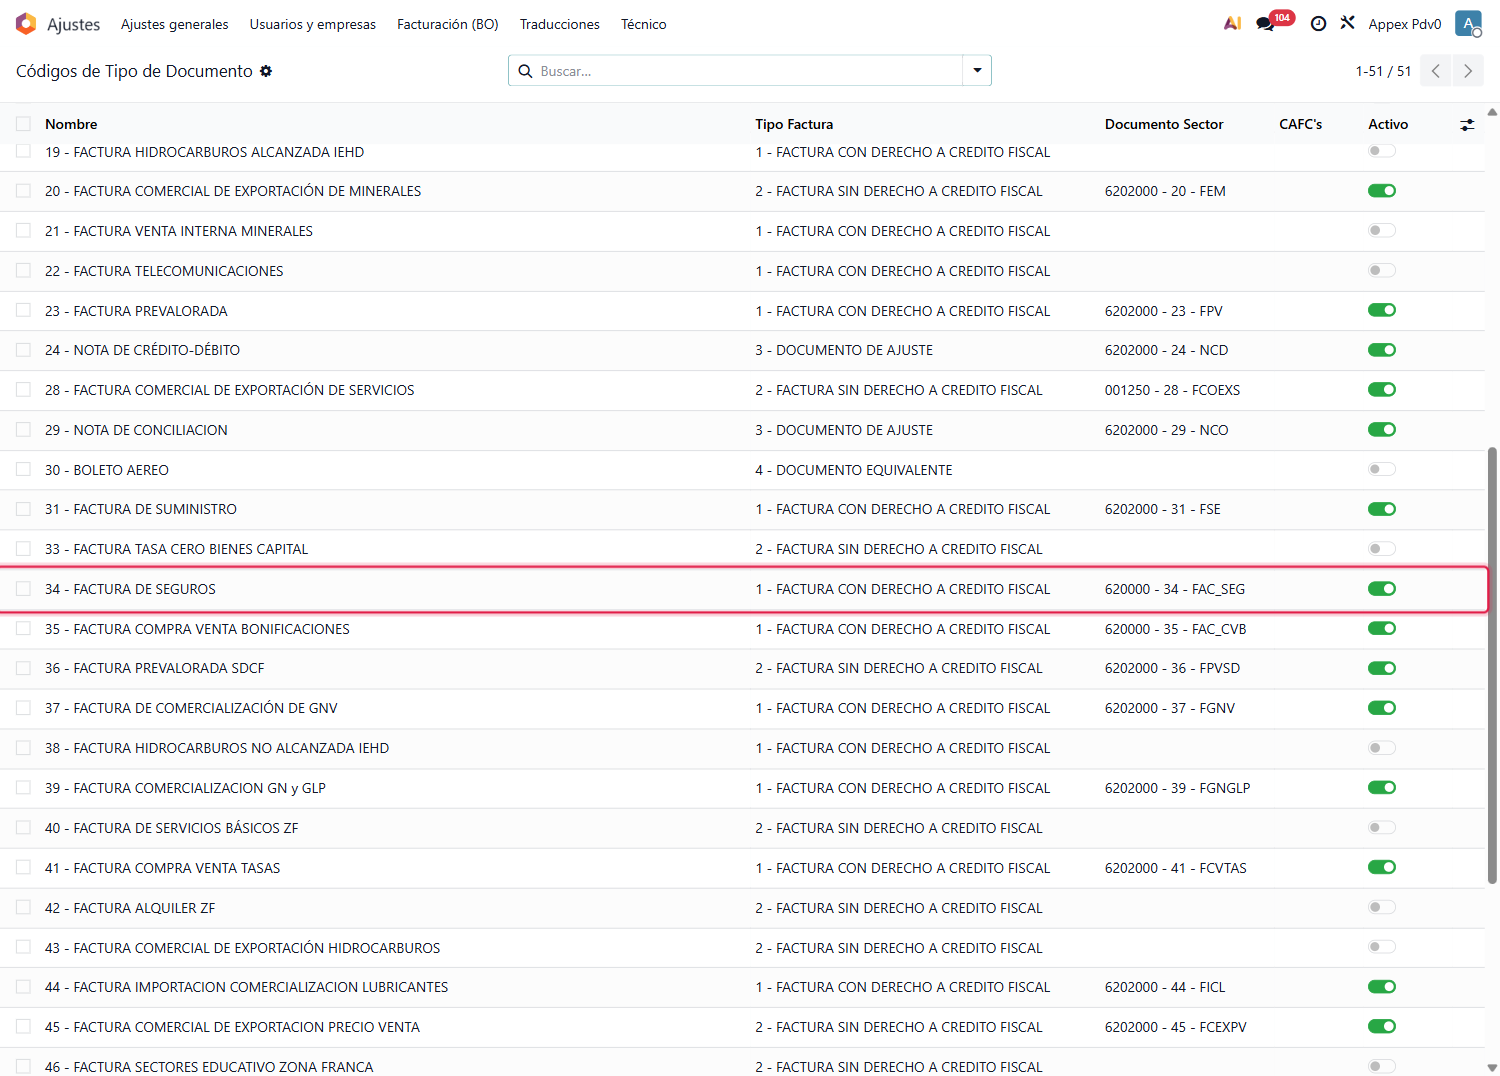 Ajustes Ajustes generales Usuarios y empresas Facturación (BO) Traducciones Técnico AI 104 Appex Pdv0 A
Códigos de Tipo de Documento Buscar... 1-51 / 51
Nombre Tipo Factura Documento Sector CAFC's Activo
19 - FACTURA HIDROCARBUROS ALCANZADA IEHD 1 - FACTURA CON DERECHO A CREDITO FISCAL
20 - FACTURA COMERCIAL DE EXPORTACIÓN DE MINERALES 2 - FACTURA SIN DERECHO A CREDITO FISCAL 6202000 - 20 - FEM
21 - FACTURA VENTA INTERNA MINERALES 1 - FACTURA CON DERECHO A CREDITO FISCAL
22 - FACTURA TELECOMUNICACIONES 1 - FACTURA CON DERECHO A CREDITO FISCAL
23 - FACTURA PREVALORADA 1 - FACTURA CON DERECHO A CREDITO FISCAL 6202000 - 23 - FPV
24 - NOTA DE CRÉDITO-DÉBITO 3 - DOCUMENTO DE AJUSTE 6202000 - 24 - NCD
28 - FACTURA COMERCIAL DE EXPORTACIÓN DE SERVICIOS 2 - FACTURA SIN DERECHO A CREDITO FISCAL 001250 - 28 - FCOEXS
29 - NOTA DE CONCILIACION 3 - DOCUMENTO DE AJUSTE 6202000 - 29 - NCO
30 - BOLETO AEREO 4 - DOCUMENTO EQUIVALENTE
31 - FACTURA DE SUMINISTRO 1 - FACTURA CON DERECHO A CREDITO FISCAL 6202000 - 31 - FSE
33 - FACTURA TASA CERO BIENES CAPITAL 2 - FACTURA SIN DERECHO A CREDITO FISCAL
34 - FACTURA DE SEGUROS 1 - FACTURA CON DERECHO A CREDITO FISCAL 620000 - 34 - FAC_SEG
35 - FACTURA COMPRA VENTA BONIFICACIONES 1 - FACTURA CON DERECHO A CREDITO FISCAL 620000 - 35 - FAC_CVB
36 - FACTURA PREVALORADA SDCF 2 - FACTURA SIN DERECHO A CREDITO FISCAL 6202000 - 36 - FPVSD
37 - FACTURA DE COMERCIALIZACIÓN DE GNV 1 - FACTURA CON DERECHO A CREDITO FISCAL 6202000 - 37 - FGNV
38 - FACTURA HIDROCARBUROS NO ALCANZADA IEHD 1 - FACTURA CON DERECHO A CREDITO FISCAL
39 - FACTURA COMERCIALIZACION GN y GLP 1 - FACTURA CON DERECHO A CREDITO FISCAL 6202000 - 39 - FGNGLP
40 - FACTURA DE SERVICIOS BÁSICOS ZF 2 - FACTURA SIN DERECHO A CREDITO FISCAL
41 - FACTURA COMPRA VENTA TASAS 1 - FACTURA CON DERECHO A CREDITO FISCAL 6202000 - 41 - FCVTAS
42 - FACTURA ALQUILER ZF 2 - FACTURA SIN DERECHO A CREDITO FISCAL
43 - FACTURA COMERCIAL DE EXPORTACIÓN HIDROCARBUROS 2 - FACTURA SIN DERECHO A CREDITO FISCAL
44 - FACTURA IMPORTACION COMERCIALIZACION LUBRICANTES 1 - FACTURA CON DERECHO A CREDITO FISCAL 6202000 - 44 - FICL
45 - FACTURA COMERCIAL DE EXPORTACION PRECIO VENTA 2 - FACTURA SIN DERECHO A CREDITO FISCAL 6202000 - 45 - FCEXPV
46 - FACTURA SECTORES EDUCATIVO ZONA FRANCA 2 - FACTURA SIN DERECHO A CREDITO FISCAL